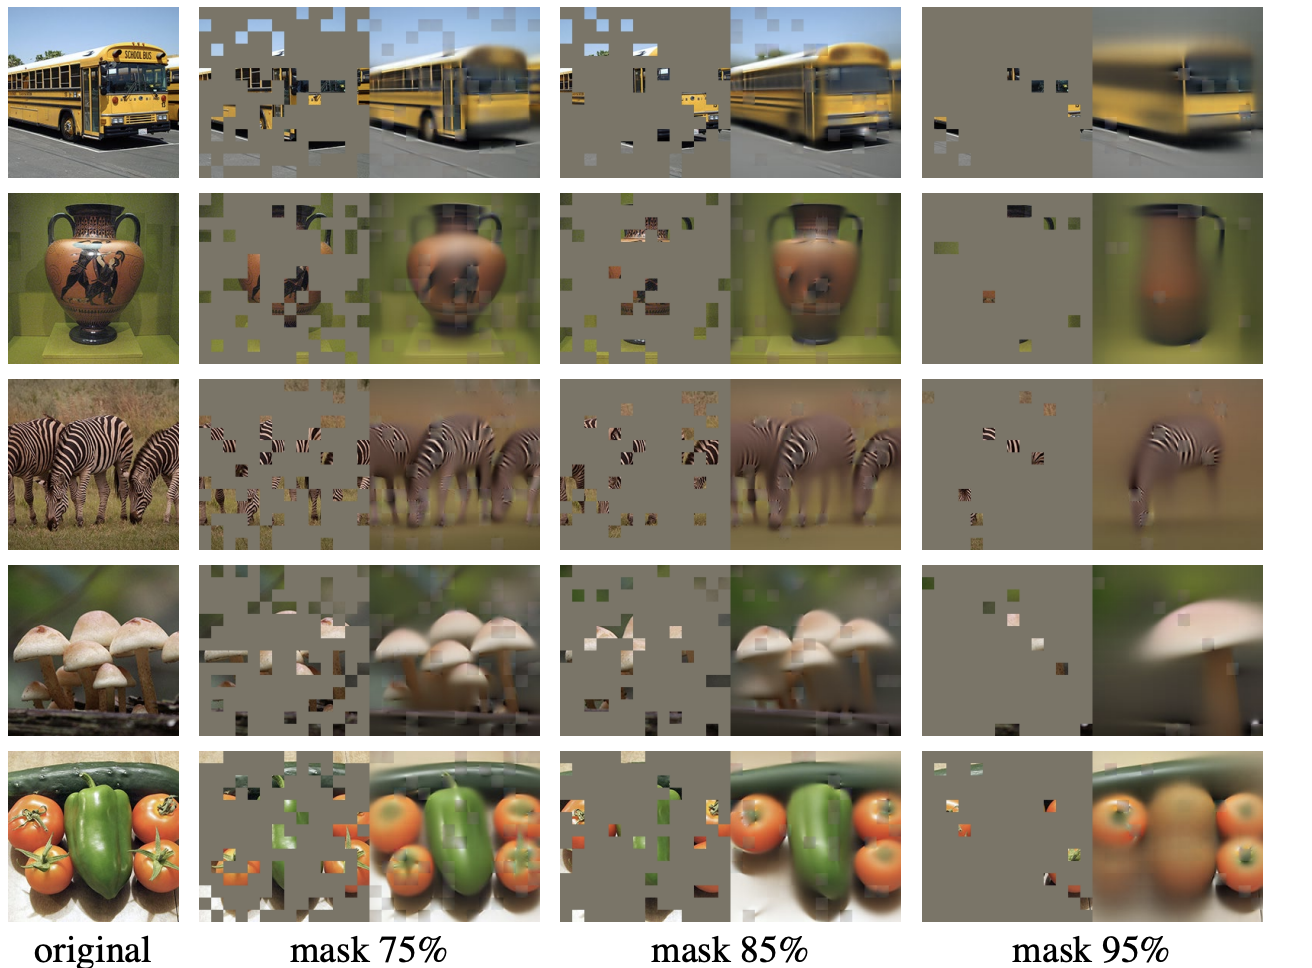 SCHOOL BUS
original
mask 75%
mask 85%
mask 95%